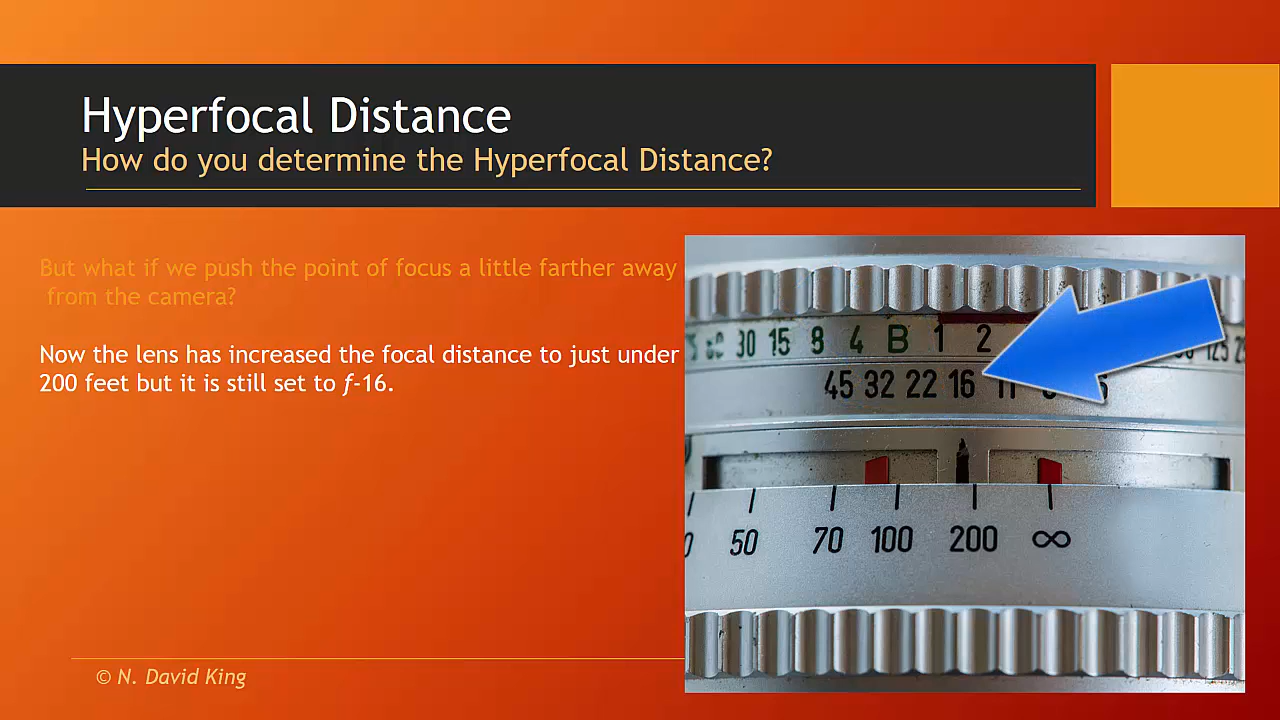 Hyperfocal Distance
How do you determine the Hyperfocal Distance?
But what if we push the point of focus a little farther away
from the camera?
Now the lens has increased the focal distance to just under
200 feet but it is still set to f-16.
30 15 8 4 B 1 2 125
45 32 22 16 11
50 70 100 200 ∞
© N. David King